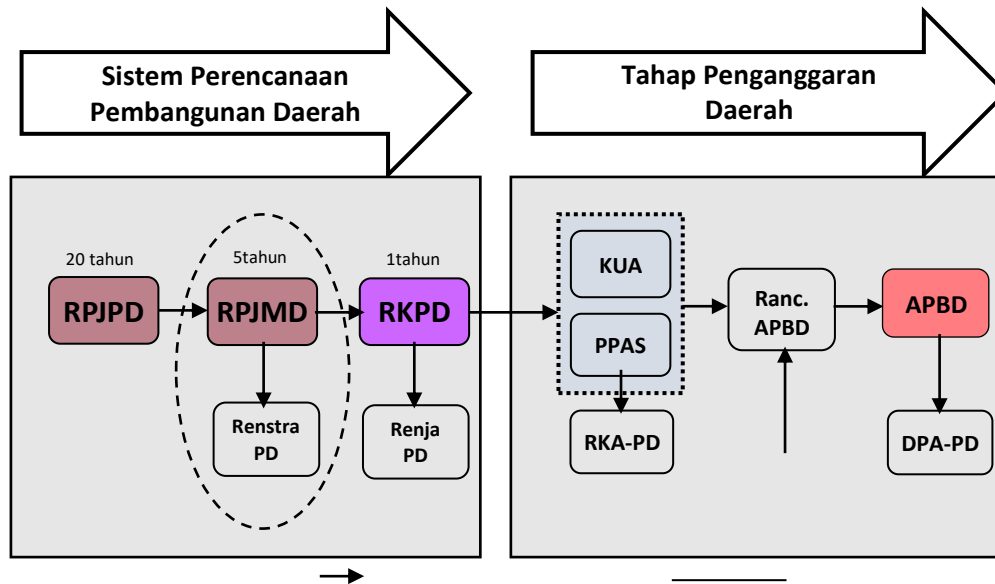 Sistem Perencanaan
Pembangunan Daerah
Tahap Penganggaran
Daerah
20 tahun
5tahun
1tahun
RPJPD
RPJMD
RKPD
Renstra
PD
Renja
PD
KUA
PPAS
RKA-PD
Ranc.
APBD
APBD
DPA-PD